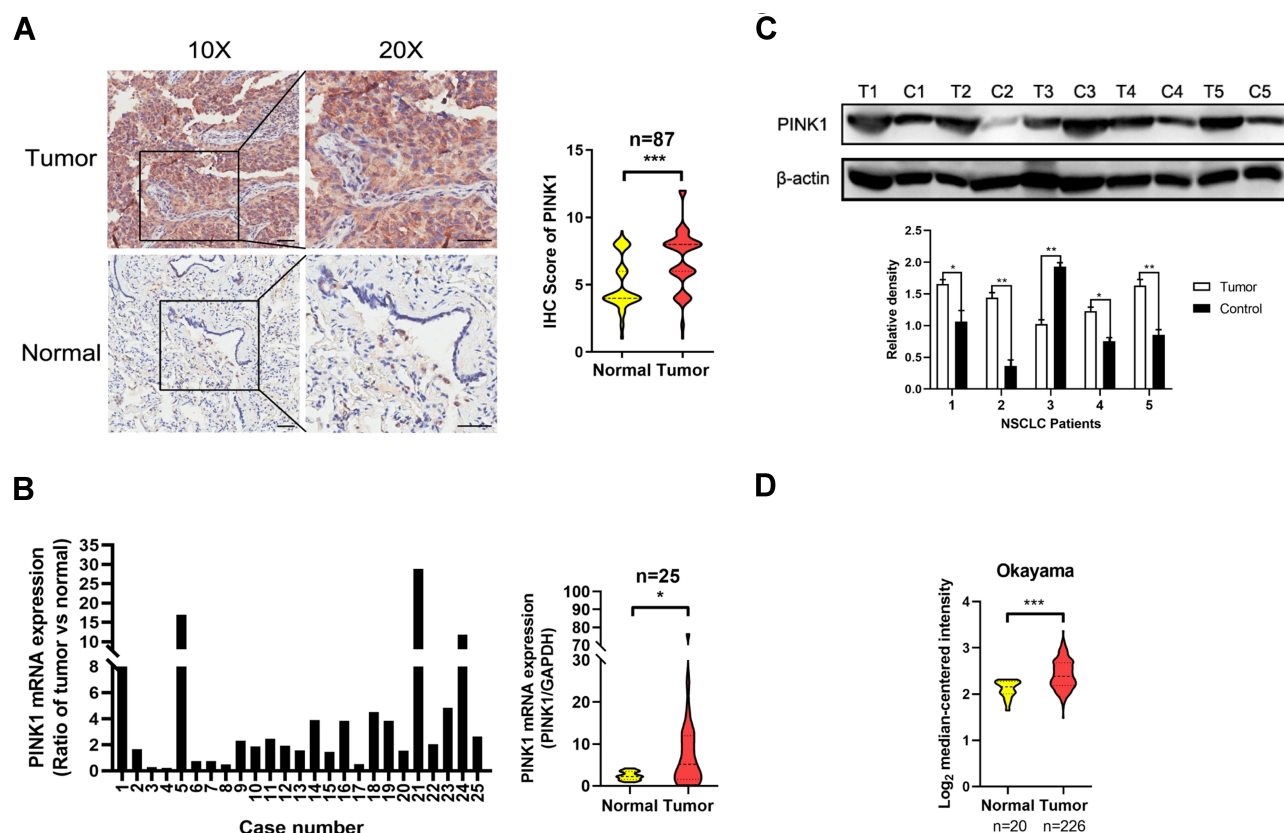 A
10X
20X
Tumor
Normal
n=87
***
IHC Score of PINK1
15
10
5
0
Normal Tumor
C
T1 C1 T2 C2 T3 C3 T4 C4 T5 C5
PINK1
β-actin
Relative density
2.5
2.0
1.5
1.0
0.5
0.0
* ** ** * **
1 2 3 4 5
NSCLC Patients
Tumor
Control
B
PINK1 mRNA expression
(Ratio of tumor vs normal)
35
30
25
20
15
10
8
6
4
2
0
1 2 3 4 5 6 7 8 9 10 11 12 13 14 15 16 17 18 19 20 21 22 23 24 25
Case number
n=25
*
PINK1 mRNA expression
(PINK1/GAPDH)
100
90
80
70
30
20
10
0
Normal Tumor
D
Okayama
***
Log2 median-centered intensity
4
3
2
1
0
Normal Tumor
n=20 n=226